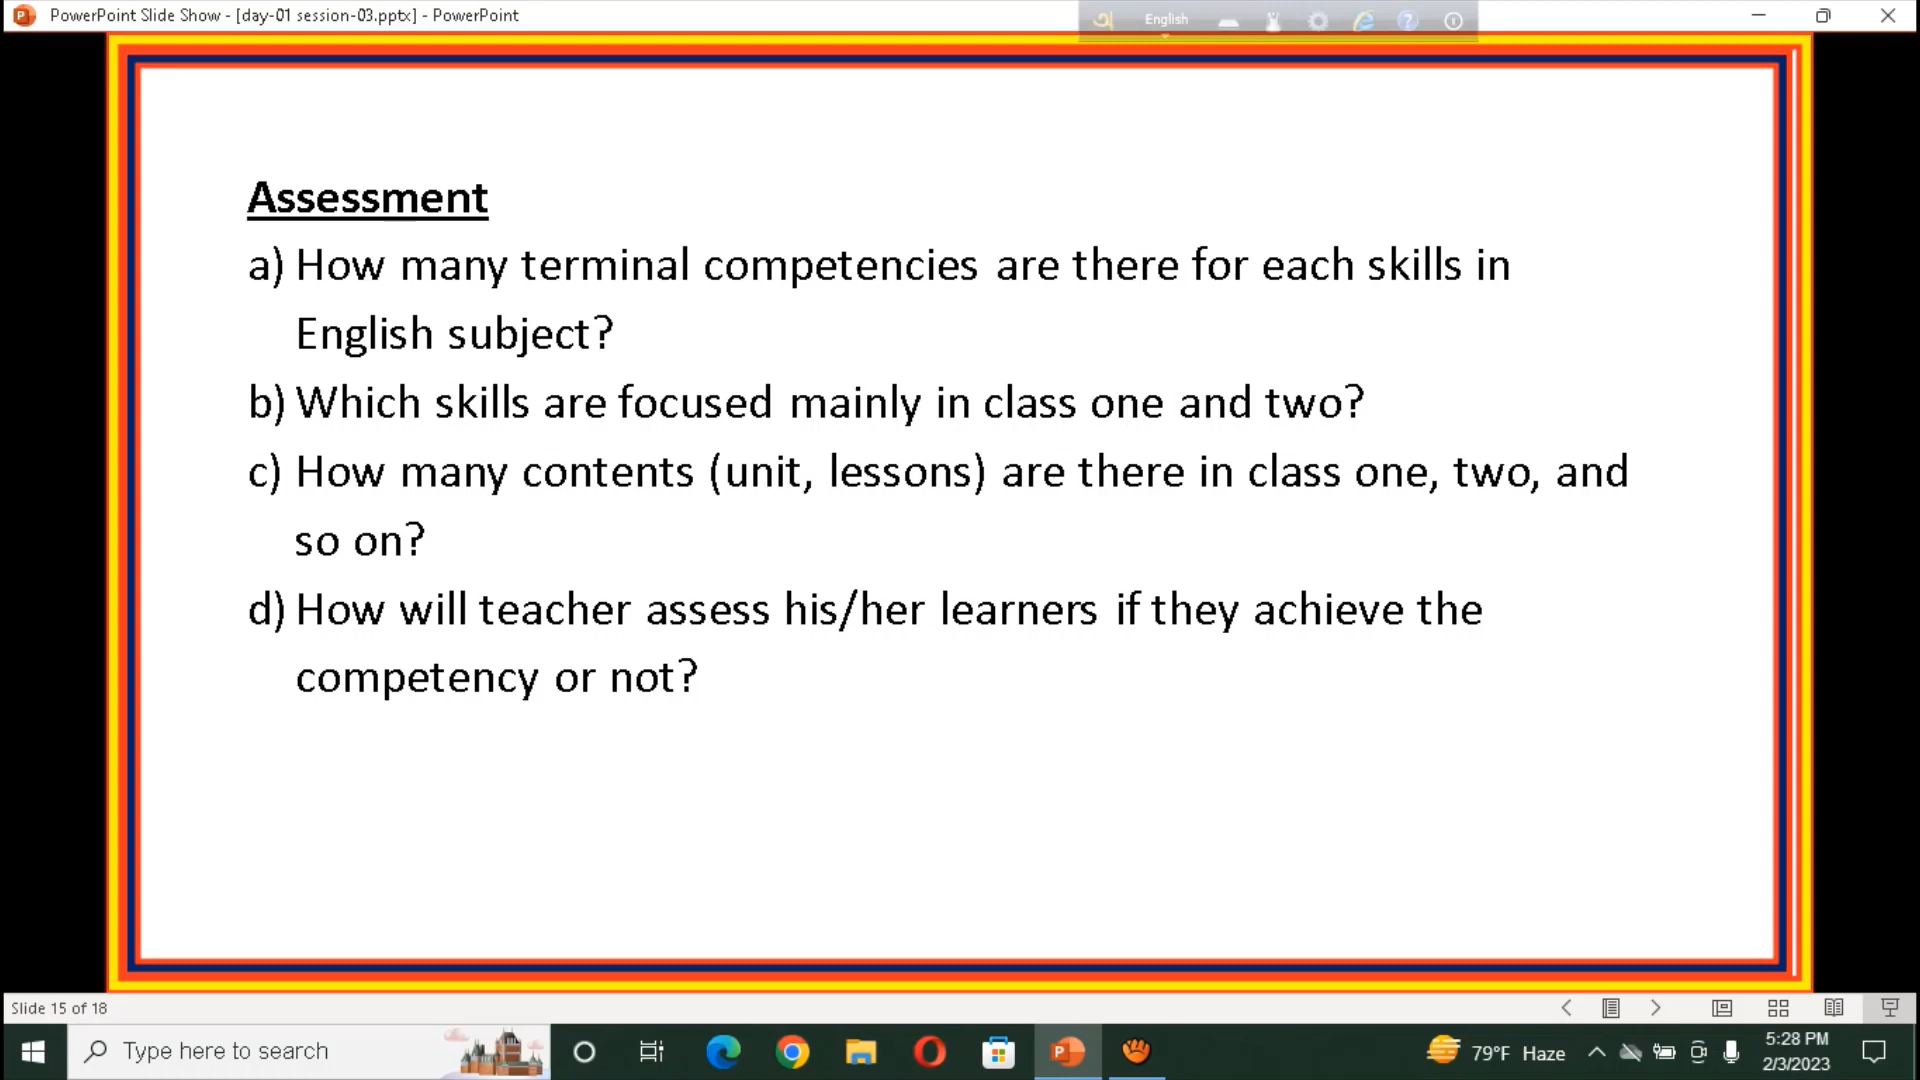 PowerPoint Slide Show - [day-01 session-03.pptx] - PowerPoint
English
Assessment
a) How many terminal competencies are there for each skills in
English subject?
b) Which skills are focused mainly in class one and two?
c) How many contents (unit, lessons) are there in class one, two, and
so on?
d) How will teacher assess his/her learners if they achieve the
competency or not?
Slide 15 of 18
Type here to search
79°F Haze
5:28 PM
2/3/2023